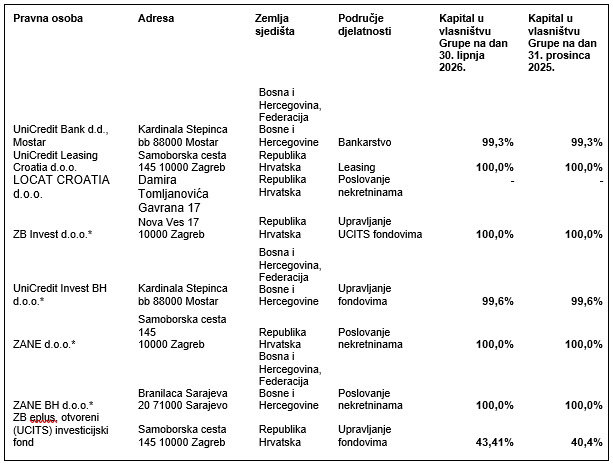 Pravna osoba Adresa Zemlja sjedišta Područje djelatnosti Kapital u vlasništvu Grupe na dan 30. lipnja 2026. Kapital u vlasništvu Grupe na dan 31. prosinca 2025.
UniCredit Bank d.d., Mostar Kardinala Stepinca bb 88000 Mostar Bosna i Hercegovina, Federacija Bosne i Hercegovine Bankarstvo 99,3% 99,3%
UniCredit Leasing Croatia d.o.o. Samoborska cesta 145 10000 Zagreb Republika Hrvatska Leasing 100,0% 100,0%
LOCAT CROATIA d.o.o. Damira Tomljanovića Gavrana 17 Republika Hrvatska Poslovanje nekretninama - -
ZB Invest d.o.o.* Nova Ves 17 10000 Zagreb Republika Hrvatska Upravljanje UCITS fondovima 100,0% 100,0%
UniCredit Invest BH d.o.o.* Kardinala Stepinca bb 88000 Mostar Bosna i Hercegovina, Federacija Bosne i Hercegovine Upravljanje fondovima 99,6% 99,6%
ZANE d.o.o.* Samoborska cesta 145 10000 Zagreb Republika Hrvatska Poslovanje nekretninama 100,0% 100,0%
ZANE BH d.o.o.* Branilaca Sarajeva 20 71000 Sarajevo Bosna i Hercegovina, Federacija Bosne i Hercegovine Poslovanje nekretninama 100,0% 100,0%
ZB eplus, otvoreni (UCITS) investicijski fond Samoborska cesta 145 10000 Zagreb Republika Hrvatska Upravljanje fondovima 43,41% 40,4%